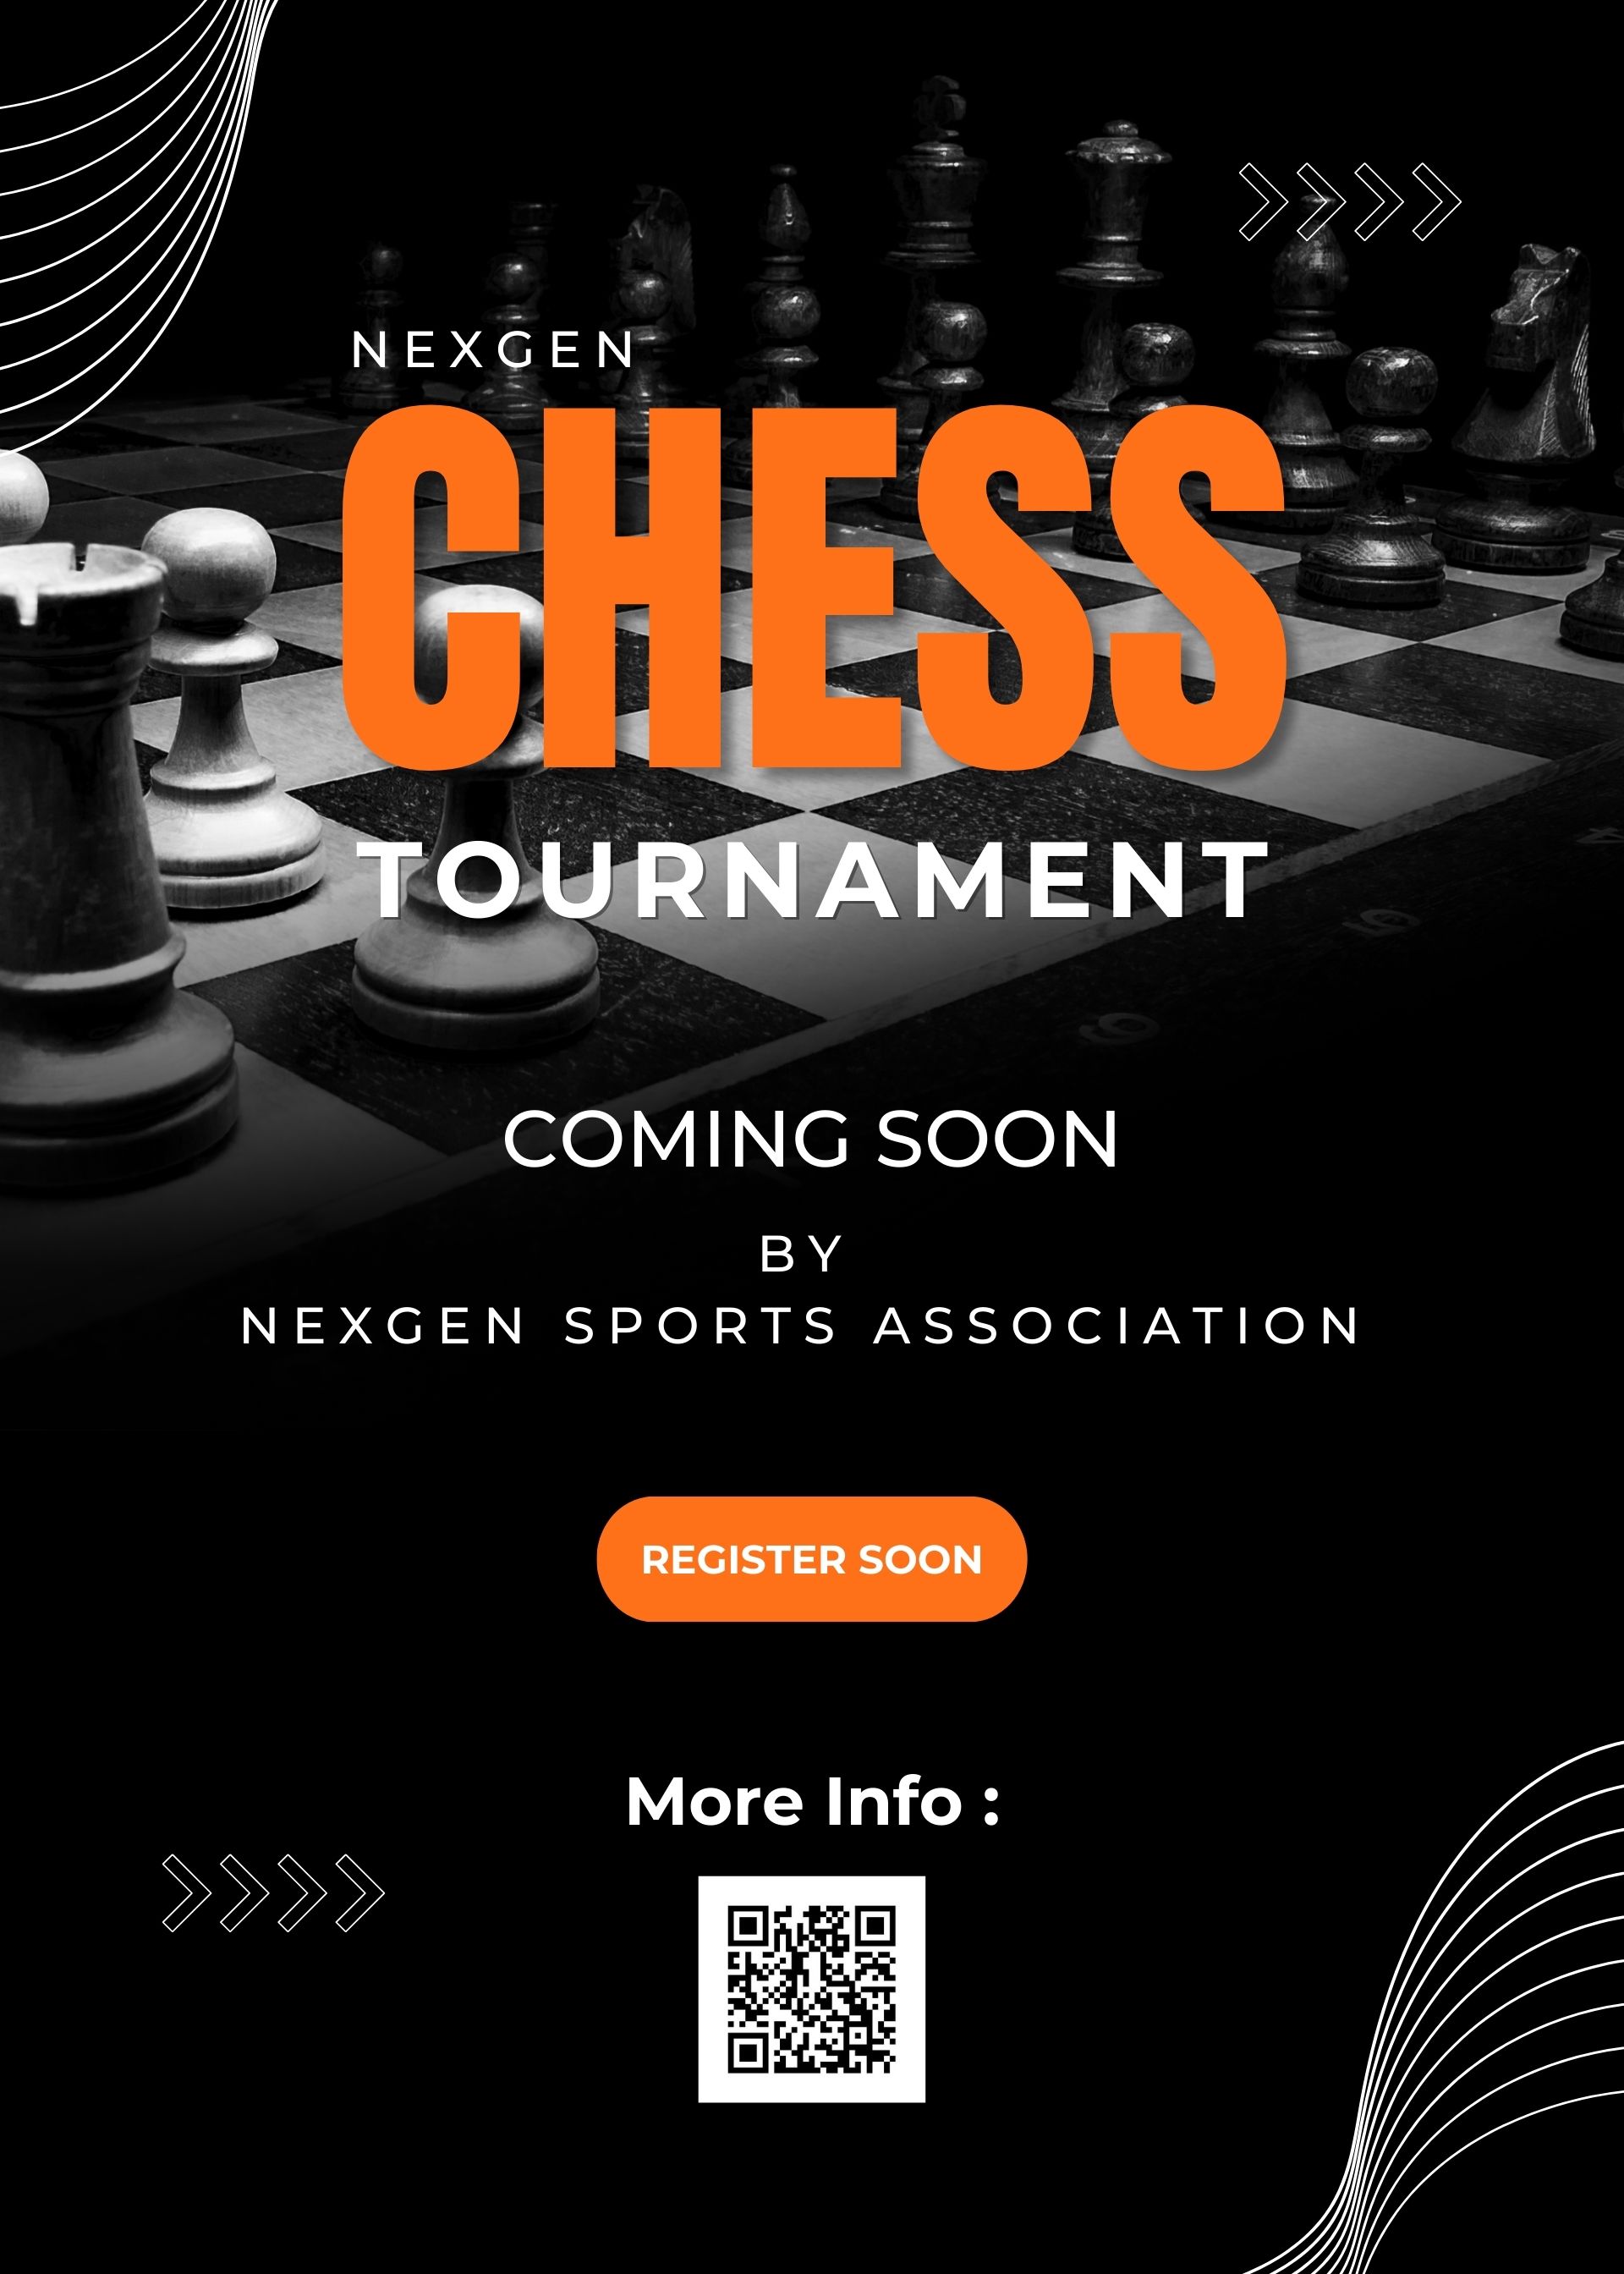 NEXGEN
CHESS
TOURNAMENT
COMING SOON
BY
NEXGEN SPORTS ASSOCIATION
REGISTER SOON
More Info :